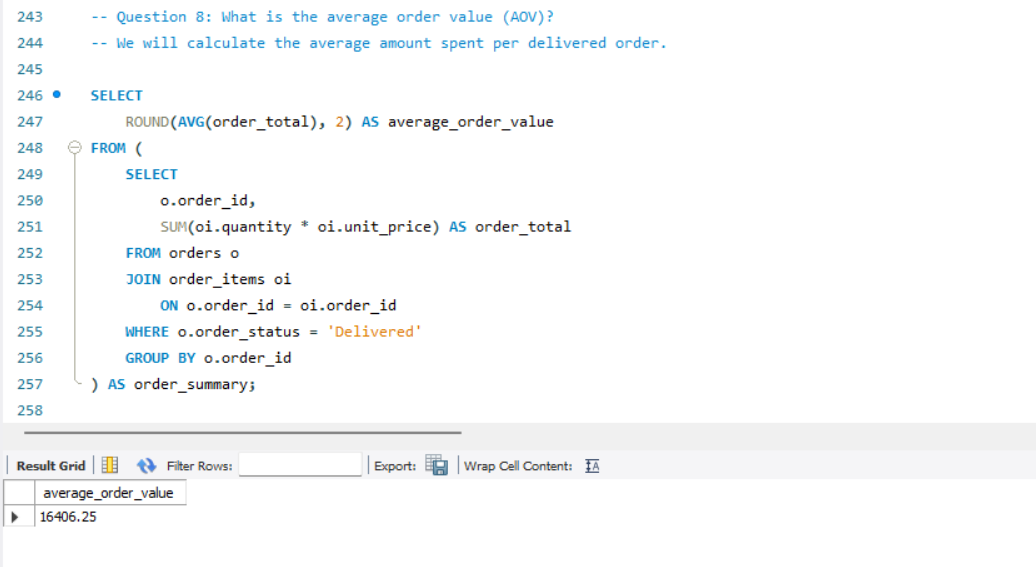 243 -- Question 8: What is the average order value (AOV)?
244 -- We will calculate the average amount spent per delivered order.
245
246 SELECT
247 ROUND(AVG(order_total), 2) AS average_order_value
248 FROM (
249 SELECT
250 o.order_id,
251 SUM(oi.quantity * oi.unit_price) AS order_total
252 FROM orders o
253 JOIN order_items oi
254 ON o.order_id = oi.order_id
255 WHERE o.order_status = 'Delivered'
256 GROUP BY o.order_id
257 ) AS order_summary;
258
Result Grid Filter Rows: Export: Wrap Cell Content: IA
average_order_value
16406.25